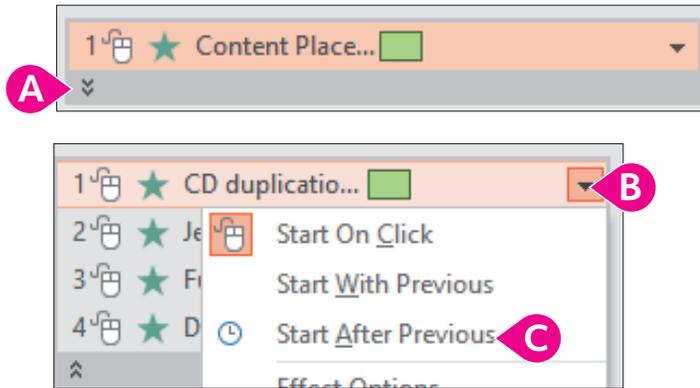 1 Content Place...
A
1 CD duplicatio...
B
2 Je
Start On Click
3 F
Start With Previous
4 D
Start After Previous
C
Effect Options